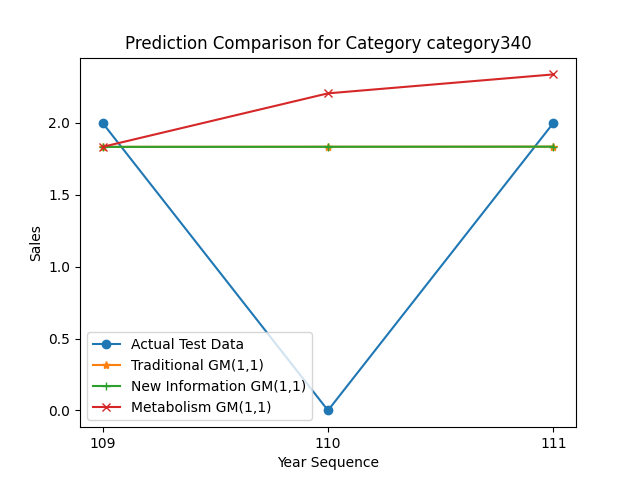 Prediction Comparison for Category category340
2.0
1.5
1.0
0.5
0.0
Sales
Actual Test Data
Traditional GM(1,1)
New Information GM(1,1)
Metabolism GM(1,1)
109
110
111
Year Sequence